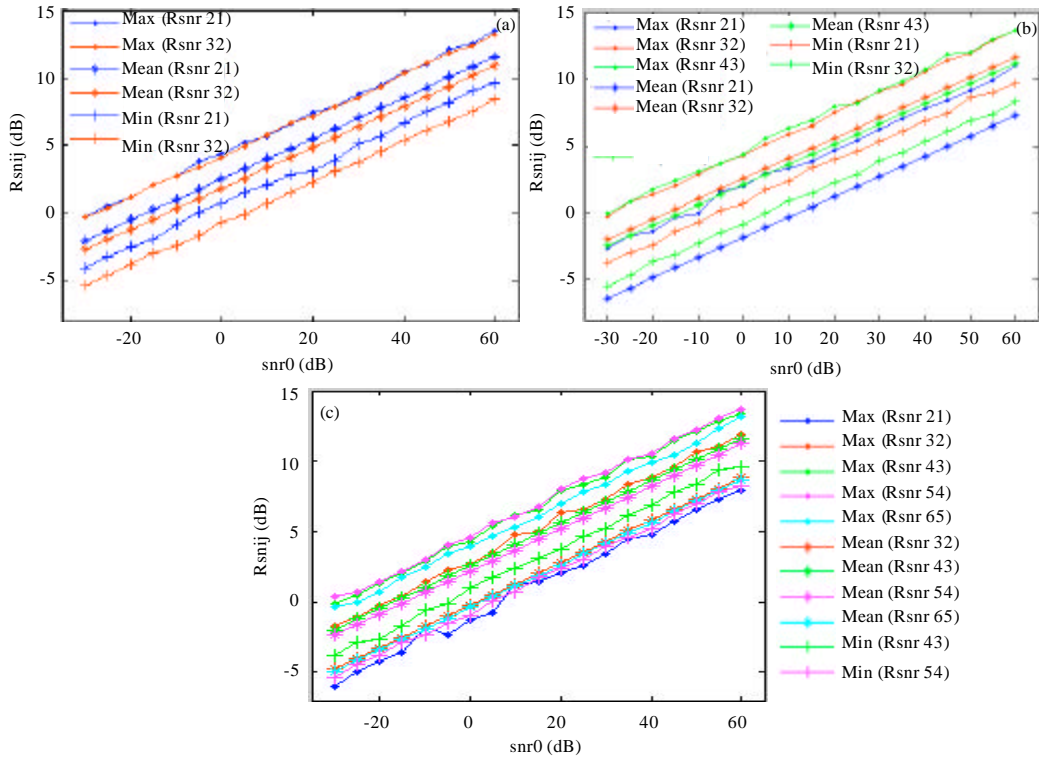 (a)
Max (Rsnr 21)
Max (Rsnr 32)
Mean (Rsnr 21)
Mean (Rsnr 32)
Min (Rsnr 21)
Min (Rsnr 32)
15
10
5
0
-5
Rsnij (dB)
-20 0 20 40 60
snr0 (dB)
(b)
Max (Rsnr 21)
Max (Rsnr 32)
Max (Rsnr 43)
Mean (Rsnr 21)
Mean (Rsnr 32)
Mean (Rsnr 43)
Min (Rsnr 21)
Min (Rsnr 32)
15
10
5
0
-5
Rsnij (dB)
-30 -20 -10 0 10 20 30 40 50 60
snr0 (dB)
(c)
15
10
5
0
-5
Rsnij (dB)
-20 0 20 40 60
snr0 (dB)
Max (Rsnr 21)
Max (Rsnr 32)
Max (Rsnr 43)
Max (Rsnr 54)
Max (Rsnr 65)
Mean (Rsnr 32)
Mean (Rsnr 43)
Mean (Rsnr 54)
Mean (Rsnr 65)
Min (Rsnr 43)
Min (Rsnr 54)